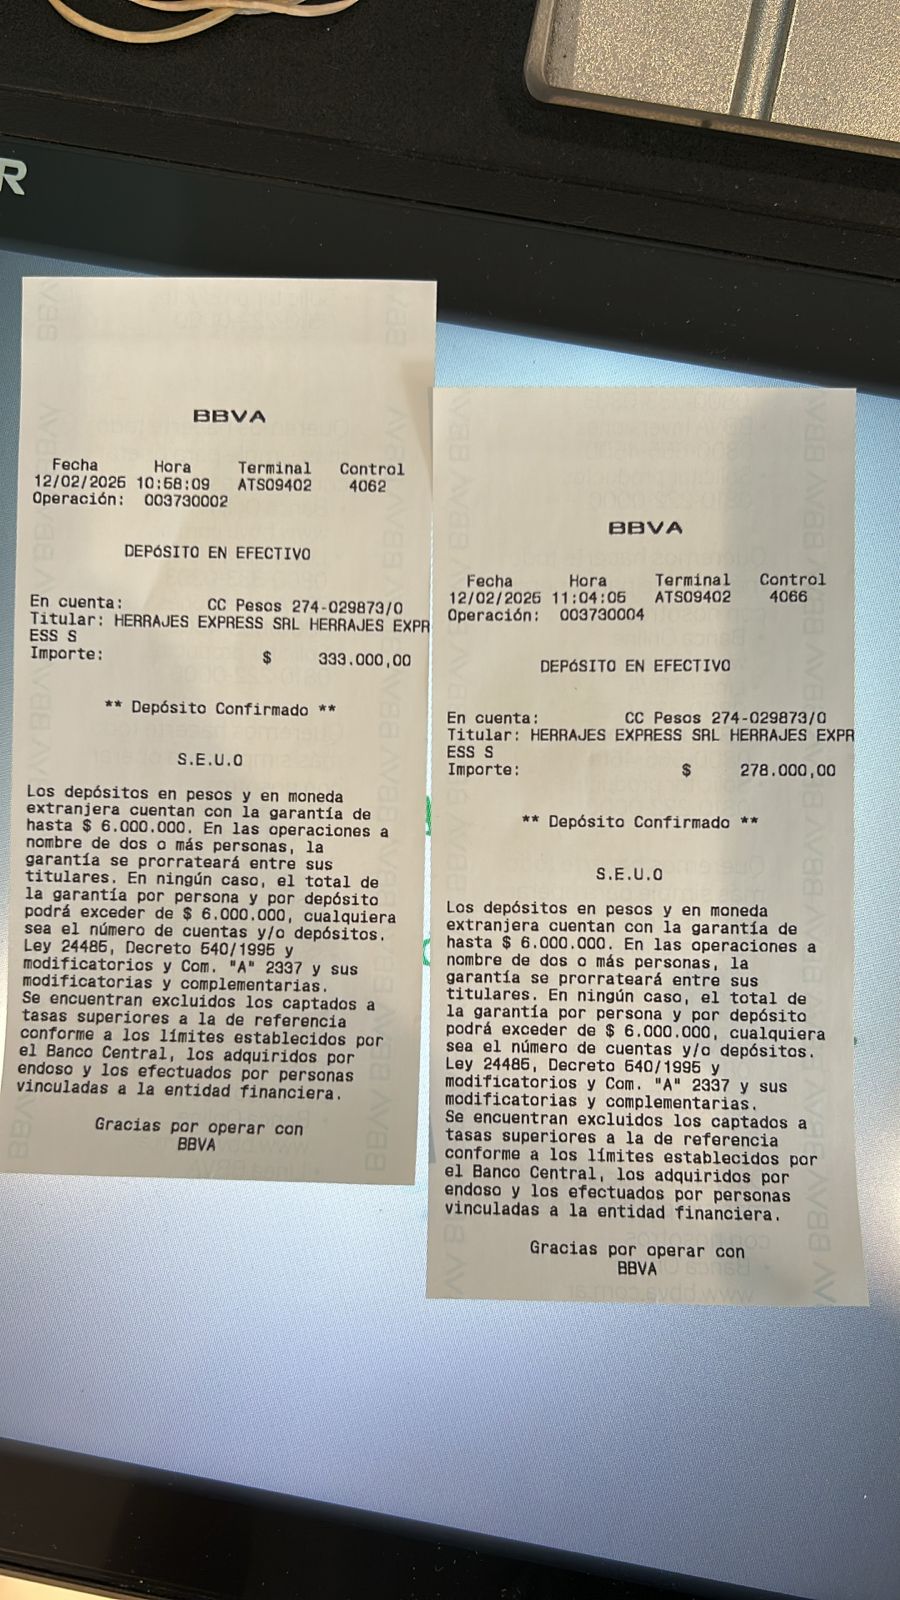 R
BBVA
Fecha Hora Terminal Control
12/02/2025 10:58:09 ATS09402 4062
Operación: 003730002
DEPóSITO EN EFECTIVO
En cuenta: CC Pesos 274-029873/0
Titular: HERRAJES EXPRESS SRL HERRAJES EXPR
ESS S
Importe: $ 333.000,00
** Depósito Confirmado **
S.E.U.O
Los depósitos en pesos y en moneda
extranjera cuentan con la garantía de
hasta $ 6.000.000. En las operaciones a
nombre de dos o más personas, la
garantía se prorrateará entre sus
titulares. En ningún caso, el total de
la garantía por persona y por depósito
podrá exceder de $ 6.000.000, cualquiera
sea el número de cuentas y/o depósitos.
Ley 24485, Decreto 540/1995 y
modificatorios y Com. "A" 2337 y sus
modificatorias y complementarias.
Se encuentran excluidos los captados a
tasas superiores a la de referencia
conforme a los límites establecidos por
el Banco Central, los adquiridos por
endoso y los efectuados por personas
vinculadas a la entidad financiera.
Gracias por operar con
BBVA
BBVA
Fecha Hora Terminal Control
12/02/2025 11:04:05 ATS09402 4066
Operación: 003730004
DEPóSITO EN EFECTIVO
En cuenta: CC Pesos 274-029873/0
Titular: HERRAJES EXPRESS SRL HERRAJES EXPR
ESS S
Importe: $ 278.000,00
** Depósito Confirmado **
S.E.U.O
Los depósitos en pesos y en moneda
extranjera cuentan con la garantía de
hasta $ 6.000.000. En las operaciones a
nombre de dos o más personas, la
garantía se prorrateará entre sus
titulares. En ningún caso, el total de
la garantía por persona y por depósito
podrá exceder de $ 6.000.000, cualquiera
sea el número de cuentas y/o depósitos.
Ley 24485, Decreto 540/1995 y
modificatorios y Com. "A" 2337 y sus
modificatorias y complementarias.
Se encuentran excluidos los captados a
tasas superiores a la de referencia
conforme a los límites establecidos por
el Banco Central, los adquiridos por
endoso y los efectuados por personas
vinculadas a la entidad financiera.
Gracias por operar con
BBVA